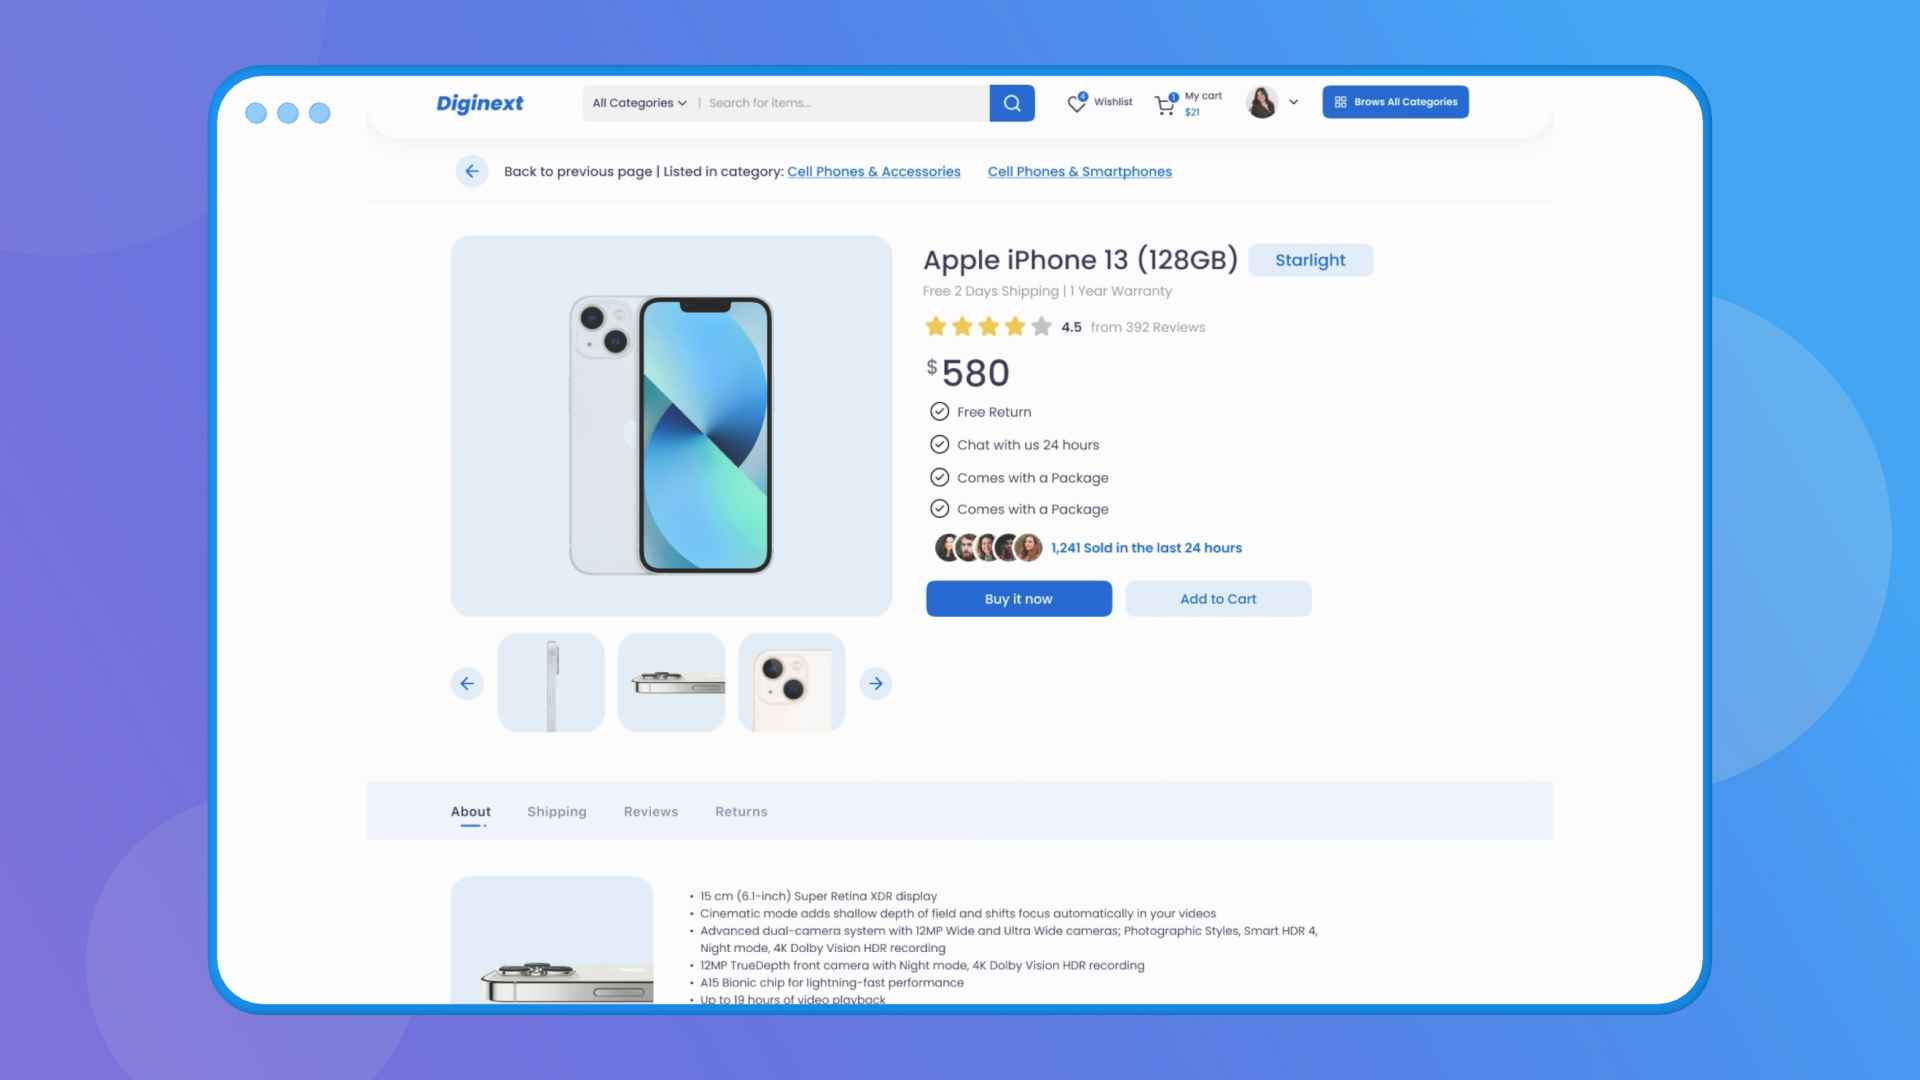 Diginext
All Categories | Search for items...
4
Wishlist
1
My cart
$21
Brows All Categories
Back to previous page | Listed in category: Cell Phones & Accessories Cell Phones & Smartphones
Apple iPhone 13 (128GB) Starlight
Free 2 Days Shipping | 1 Year Warranty
4.5 from 392 Reviews
$580
Free Return
Chat with us 24 hours
Comes with a Package
Comes with a Package
1,241 Sold in the last 24 hours
Buy it now Add to Cart
About Shipping Reviews Returns
• 15 cm (6.1-inch) Super Retina XDR display
• Cinematic mode adds shallow depth of field and shifts focus automatically in your videos
• Advanced dual-camera system with 12MP Wide and Ultra Wide cameras; Photographic Styles, Smart HDR 4,
Night mode, 4K Dolby Vision HDR recording
• 12MP TrueDepth front camera with Night mode, 4K Dolby Vision HDR recording
• A15 Bionic chip for lightning-fast performance
• Up to 19 hours of video playback